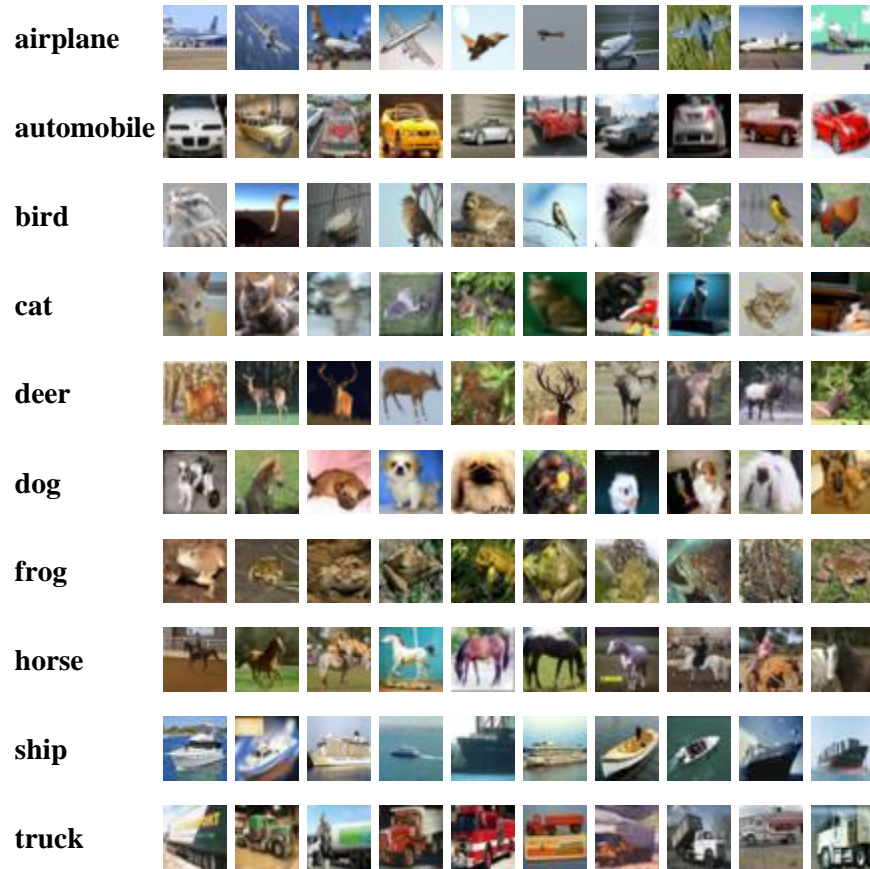 airplane
automobile
bird
cat
deer
dog
frog
horse
ship
truck